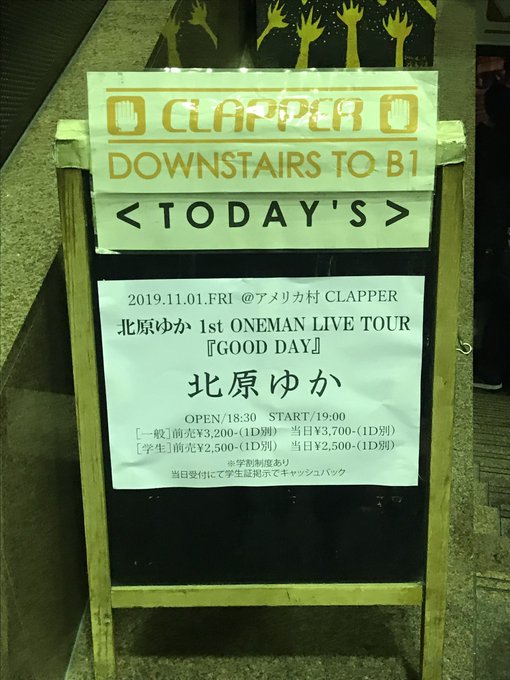 CLAPPER
DOWNSTAIRS TO B1
<TODAY'S>
2019.11.01.FRI @アメリカ村 CLAPPER
北原ゆか 1st ONEMAN LIVE TOUR
『GOOD DAY』
北原ゆか
OPEN/18:30 START/19:00
[一般]前売¥3,200-(1D別) 当日¥3,700-(1D別)
[学生]前売¥2,500-(1D別) 当日¥2,500-(1D別)
※学割制度あり
当日受付にて学生証掲示でキャッシュバック